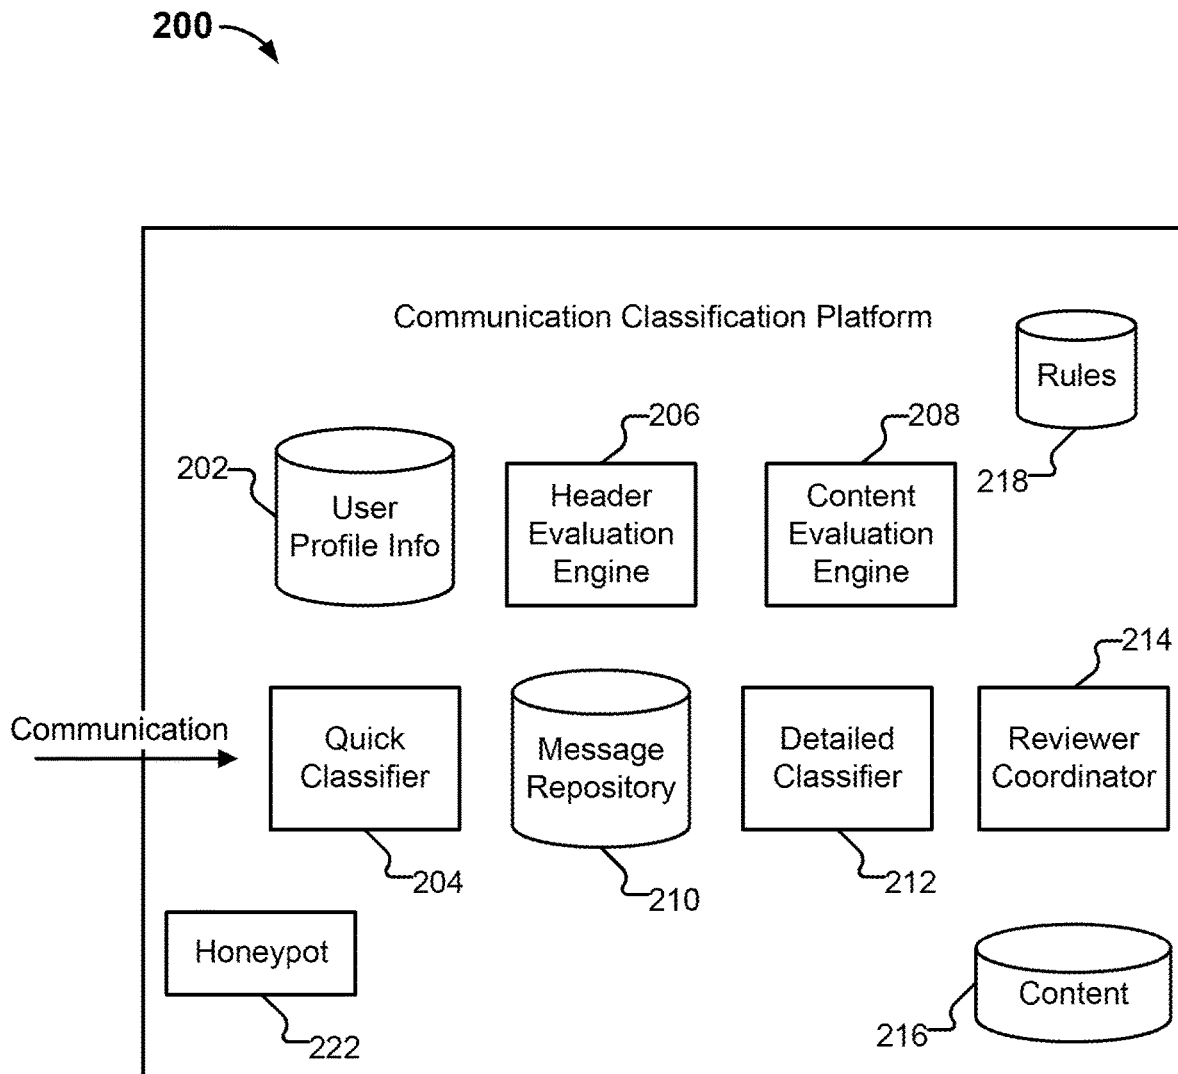 200
Communication Classification Platform
Rules
218
206
208
202
User
Profile Info
Header
Evaluation
Engine
Content
Evaluation
Engine
214
Communication
Quick
Classifier
Message
Repository
Detailed
Classifier
Reviewer
Coordinator
204
210
212
Honeypot
222
Content
216